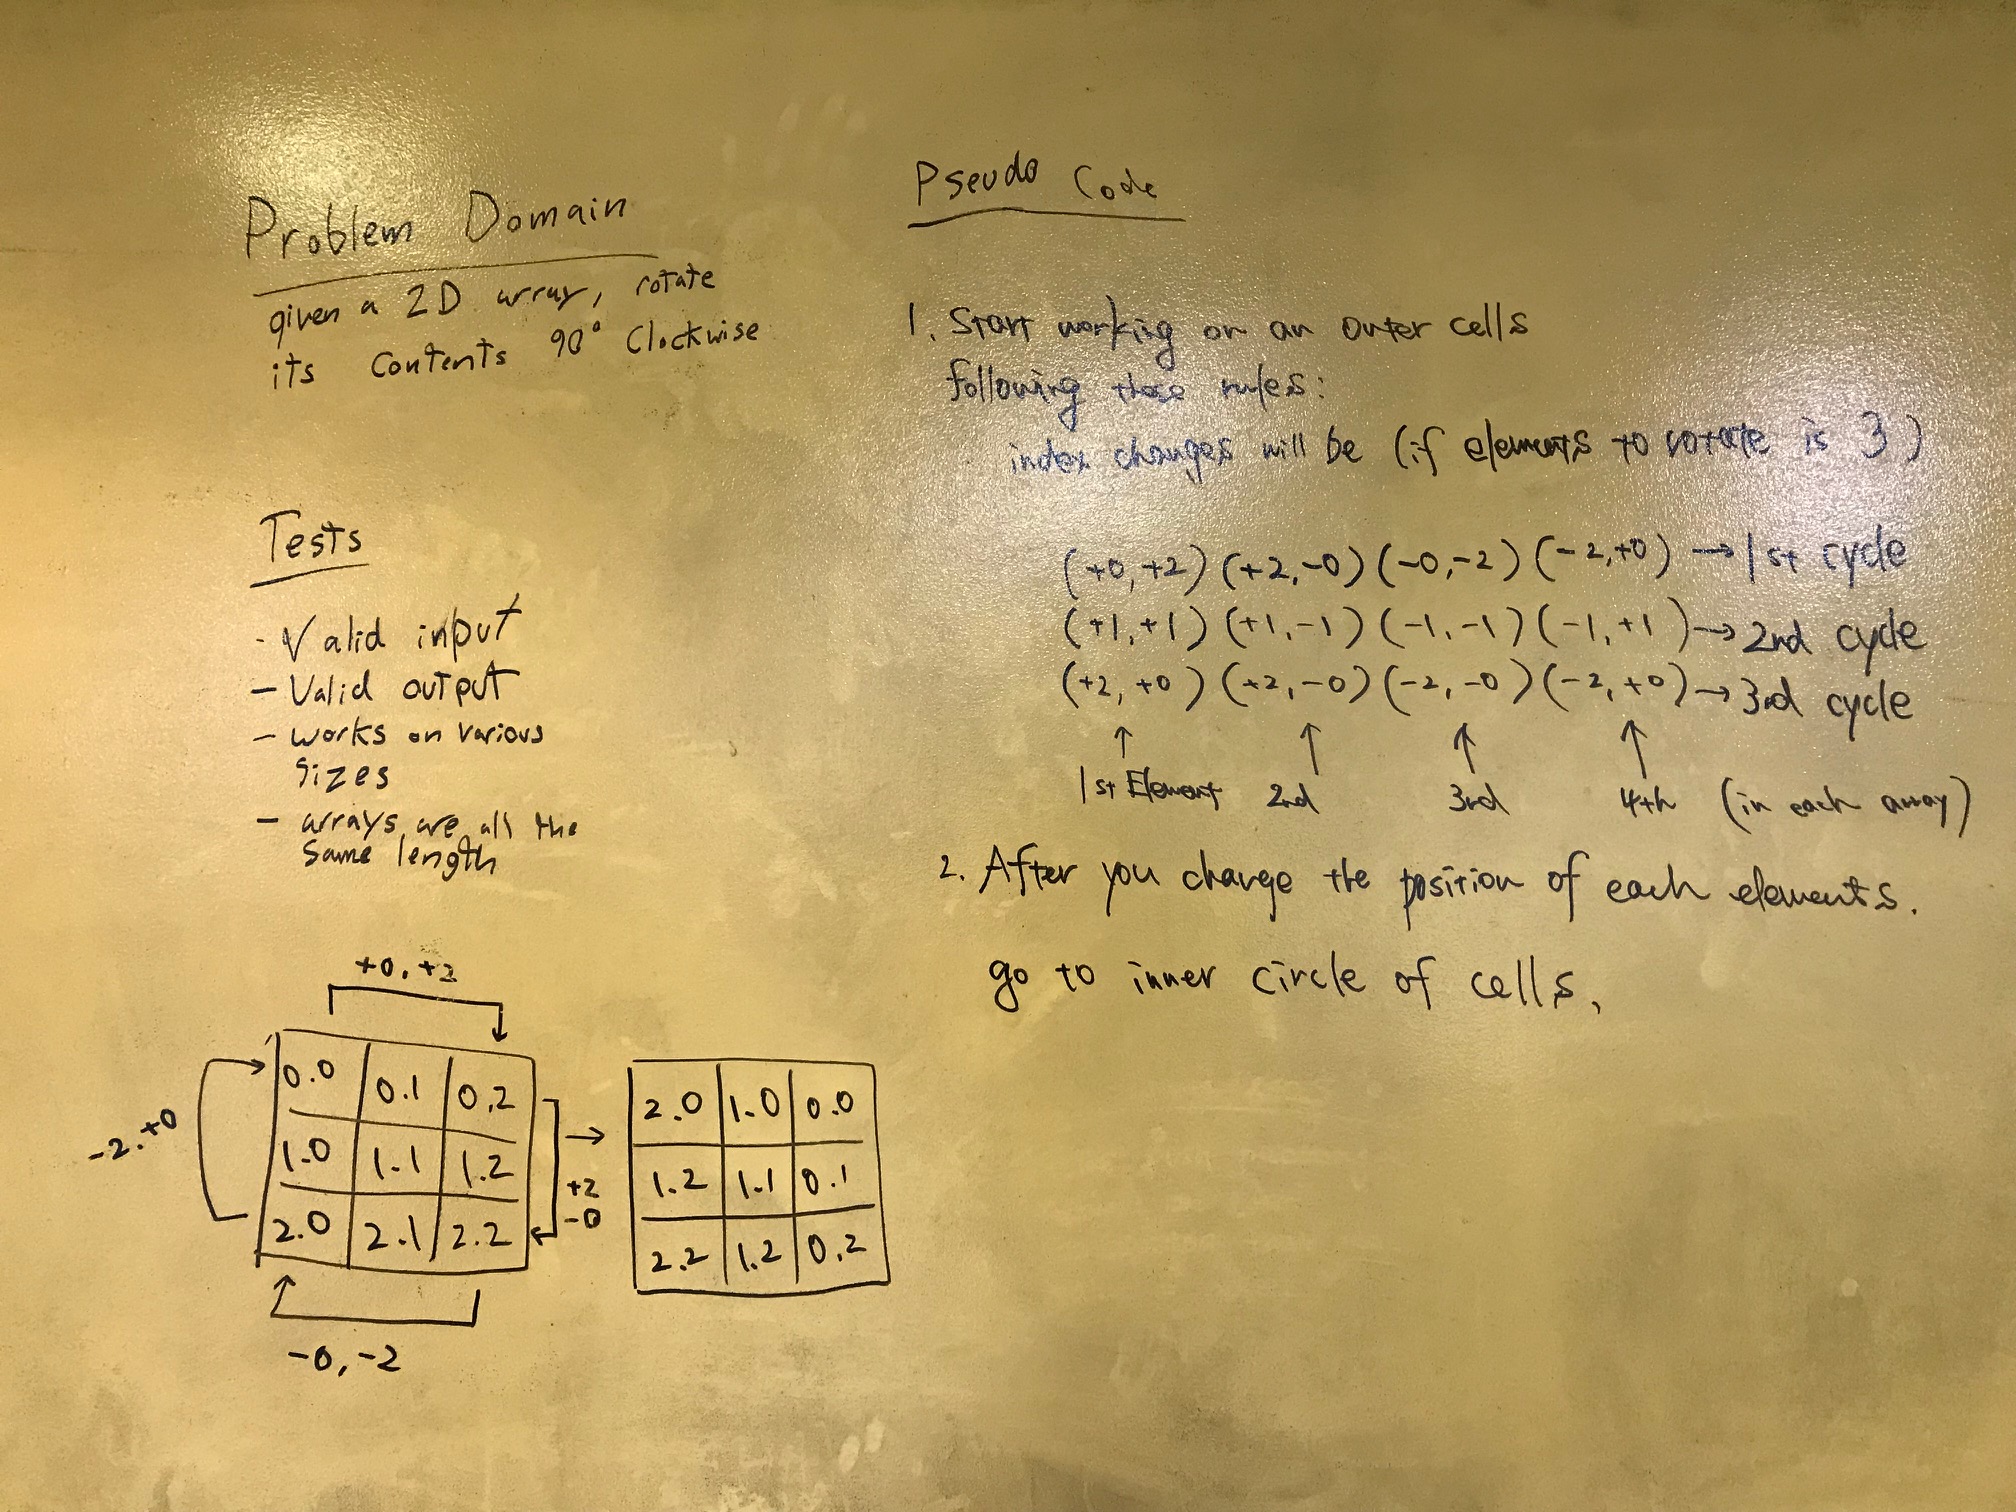 Problem Domain
given a 2D array, rotate
its contents 90° Clockwise
Tests
- Valid input
- Valid output
- works on various
sizes
- arrays are all the
same length
+0, +2
-2. +0
0.0 0.1 0.2
1.0 1.1 1.2
2.0 2.1 2.2
→
+2
-0
-0, -2
2.0 1.0 0.0
1.2 1.1 0.1
2.2 1.2 0.2
Pseudo Code
1. Start working on an outer cells
following these rules:
index changes will be (if elements to rotate is 3)
(+0, +2) (+2, -0) (-0, -2) (-2, +0) → 1st cycle
(+1, +1) (+1, -1) (-1, -1) (-1, +1) → 2nd cycle
(+2, +0) (+2, -0) (-2, -0) (-2, +0) → 3rd cycle
↑ ↑ ↑ ↑
1st Element 2nd 3rd 4th (in each array)
2. After you change the position of each elements.
go to inner circle of cells.